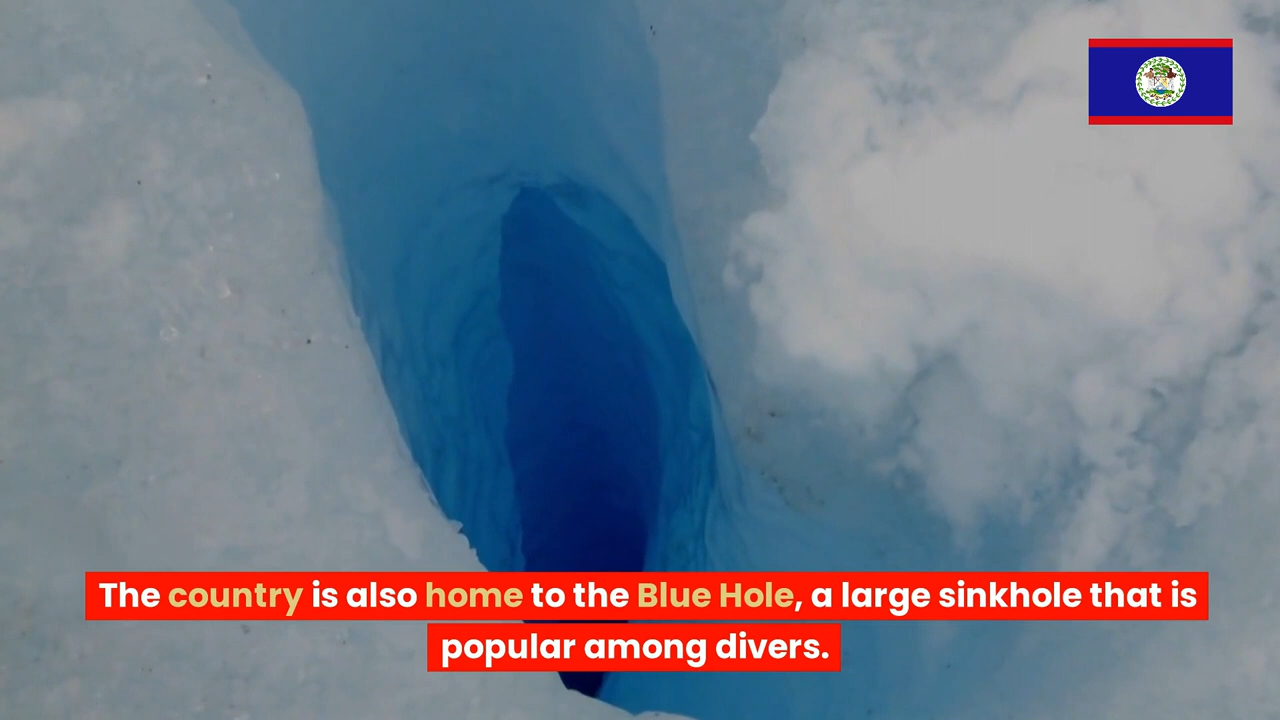 The country is also home to the Blue Hole, a large sinkhole that is
popular among divers.